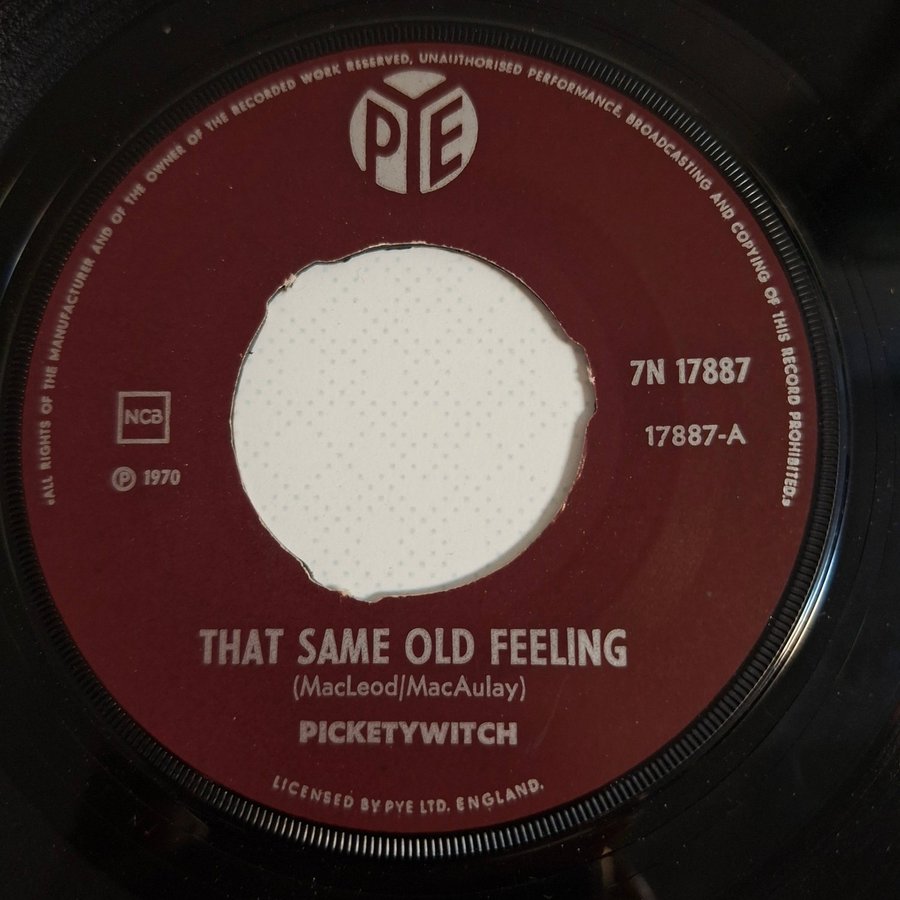 ALL RIGHTS OF THE MANUFACTURER AND OF THE OWNER OF THE RECORDED WORK RESERVED, UNAUTHORISED PERFORMANCE, BROADCASTING AND COPYING OF THIS RECORD PROHIBITED.
PYE
7N 17887
NCB
17887-A
℗ 1970
THAT SAME OLD FEELING
(MacLeod/MacAulay)
PICKETYWITCH
LICENSED BY PYE LTD. ENGLAND.